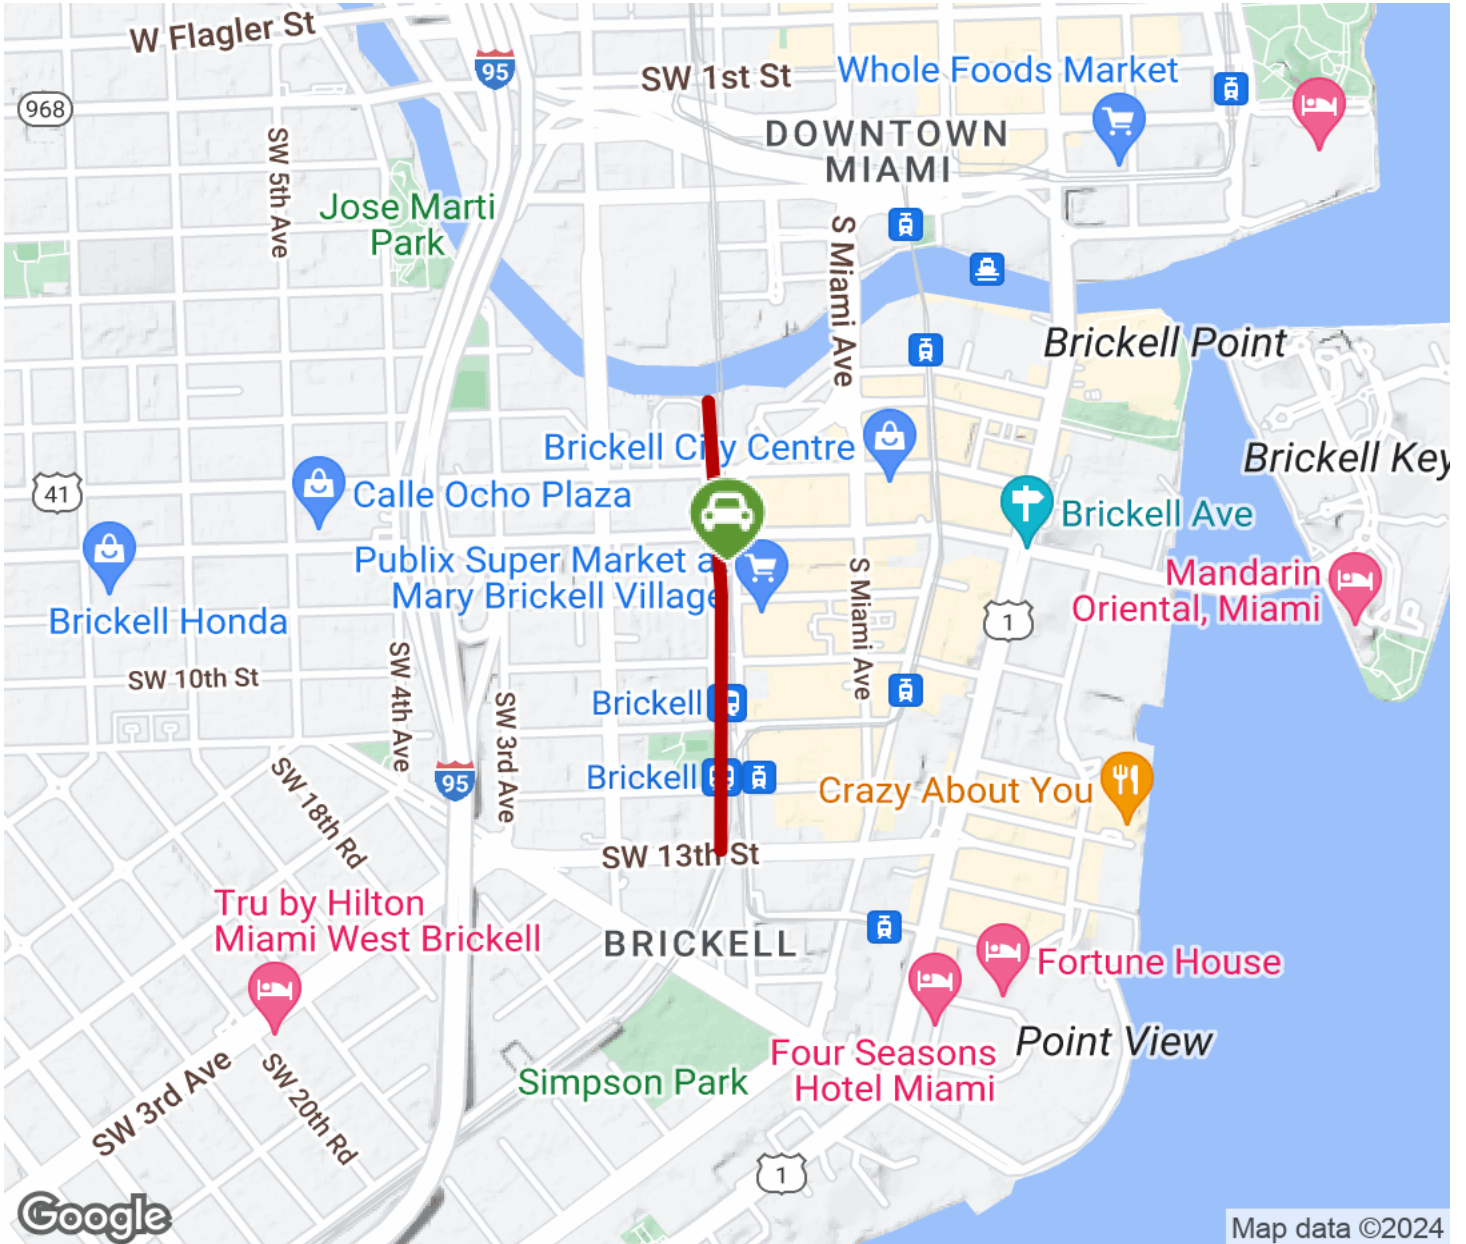 W Flagler St
95
SW 1st St
Whole Foods Market
968
DOWNTOWN
MIAMI
SW 5th Ave
Jose Marti
Park
S Miami Ave
Brickell Point
Brickell City Centre
Brickell Key
41
Calle Ocho Plaza
Brickell Ave
Publix Super Market a
Mary Brickell Village
S Miami Ave
Mandarin
Oriental, Miami
Brickell Honda
1
SW 10th St
SW 4th Ave
SW 3rd Ave
Brickell
Brickell
95
SW 18th Rd
Crazy About You
SW 13th St
Tru by Hilton
Miami West Brickell
BRICKELL
Fortune House
Point View
Four Seasons
Hotel Miami
Simpson Park
SW 3rd Ave
SW 20th Rd
1
Google
Map data ©2024